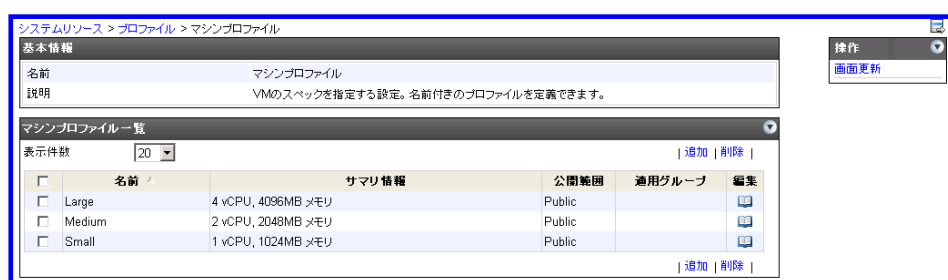 システムリソース > プロファイル > マシンプロファイル
基本情報
名前 マシンプロファイル
説明 VMのスペックを指定する設定。名前付きのプロファイルを定義できます。
マシンプロファイル一覧
表示件数 20 | 追加 | 削除 |
名前 サマリ情報 公開範囲 適用グループ 編集
Large 4 vCPU, 4096MB メモリ Public
Medium 2 vCPU, 2048MB メモリ Public
Small 1 vCPU, 1024MB メモリ Public
| 追加 | 削除 |
操作
画面更新